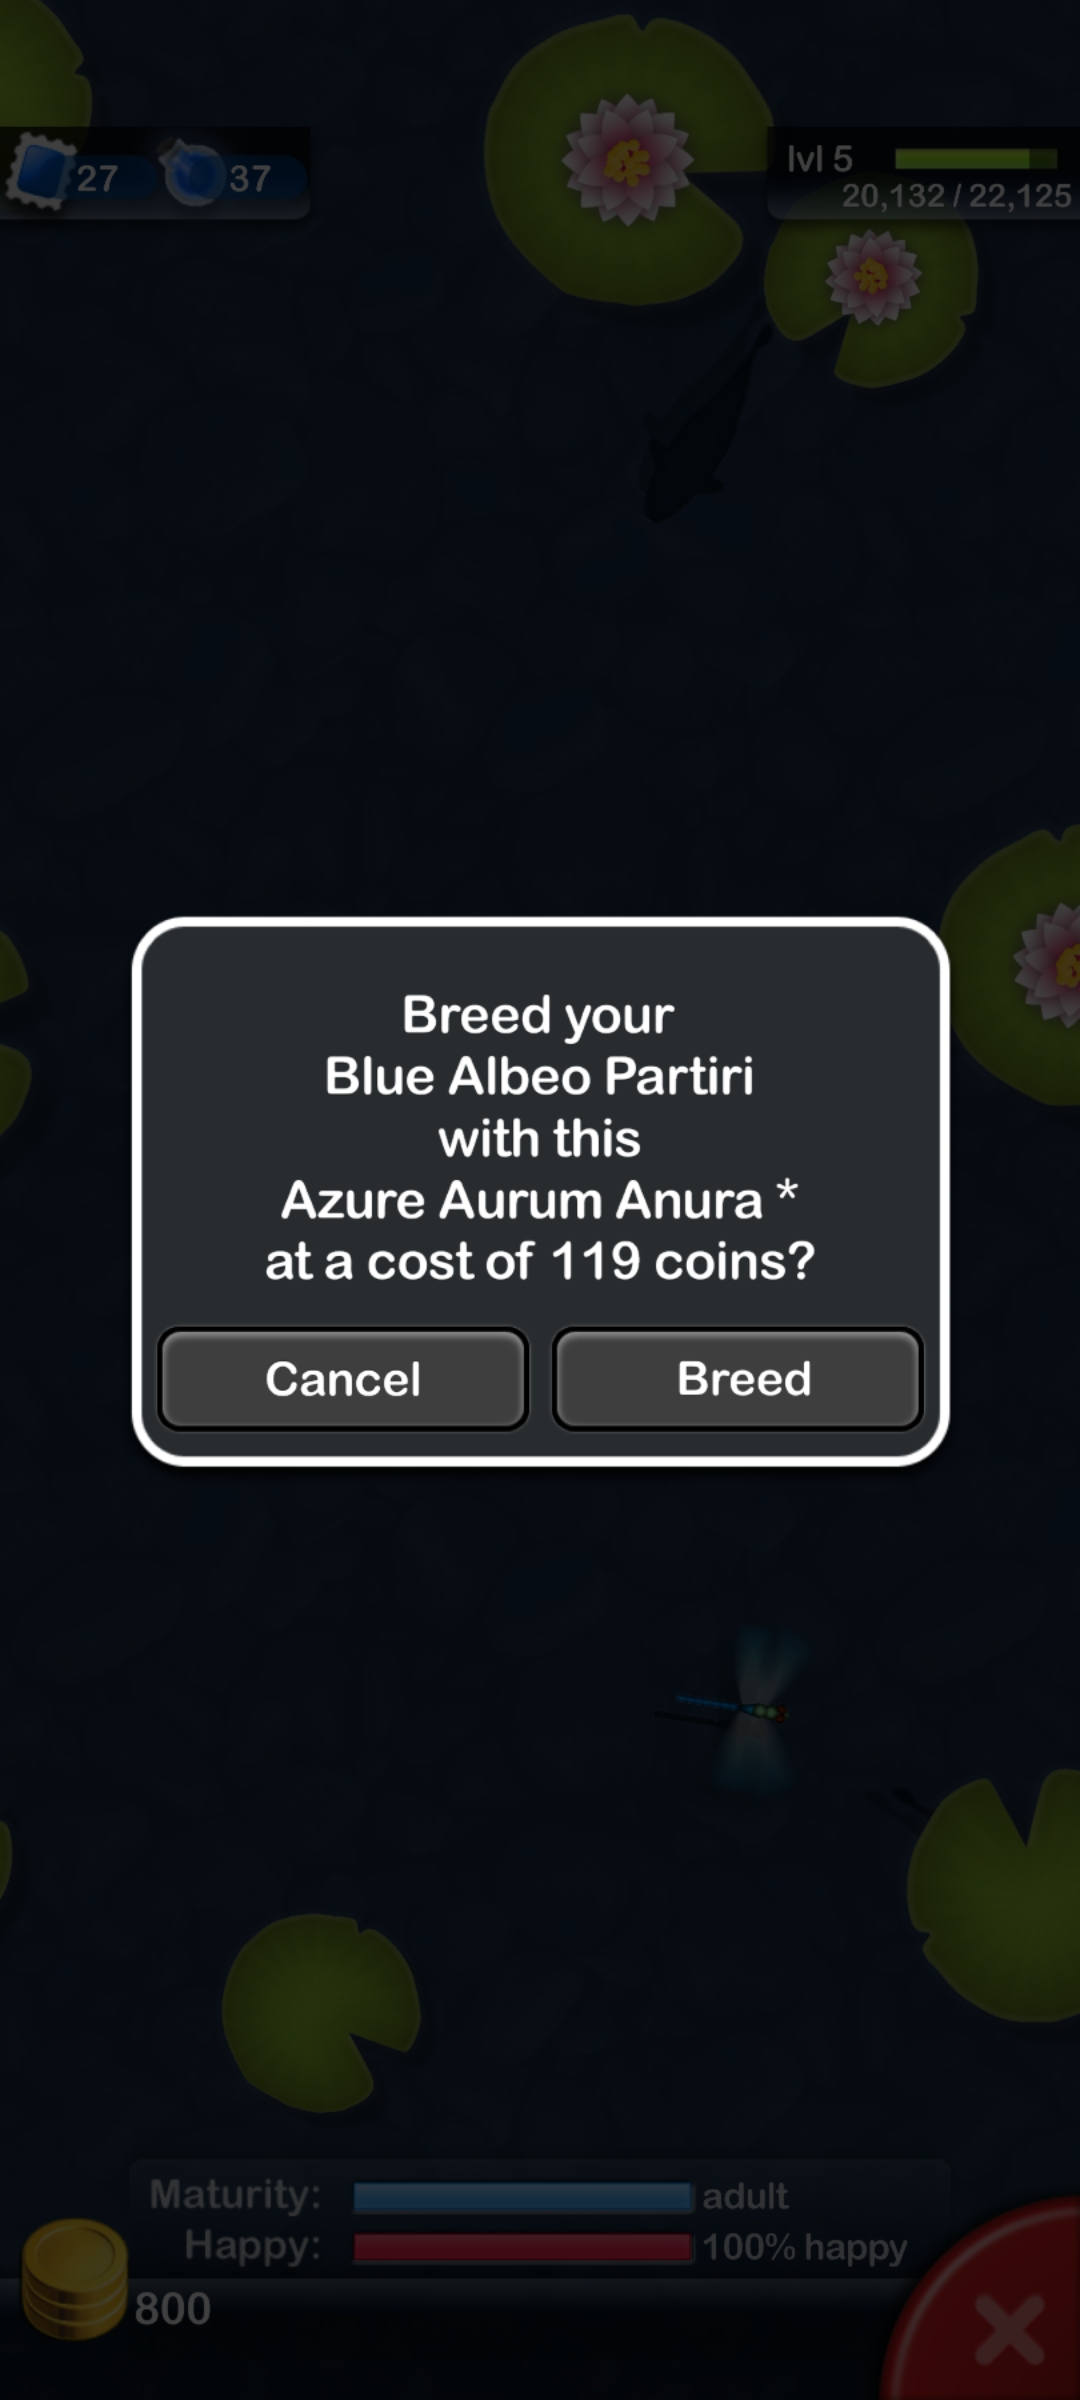 27 37
lvl 5
20,132 / 22,125
Breed your
Blue Albeo Partiri
with this
Azure Aurum Anura *
at a cost of 119 coins?
Cancel Breed
Maturity: adult
Happy: 100% happy
800